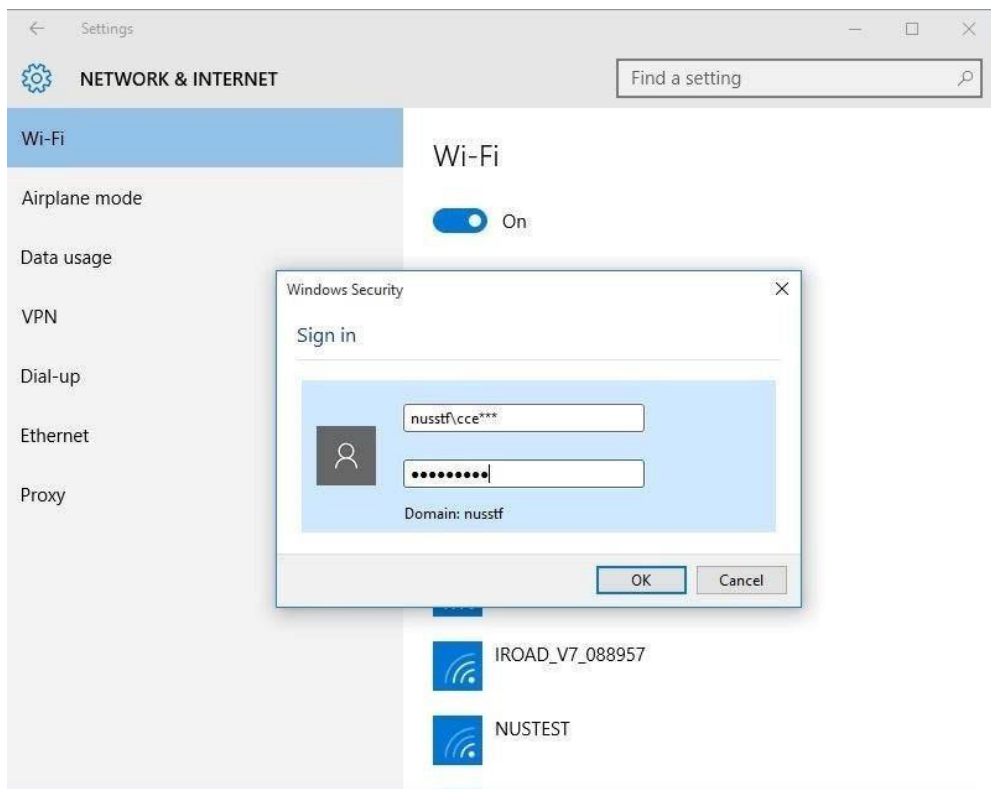 Settings
NETWORK & INTERNET
Find a setting
Wi-Fi
Airplane mode
Data usage
VPN
Dial-up
Ethernet
Proxy
Wi-Fi
On
Windows Security
Sign in
nusstf\cce***
•••••••••
Domain: nusstf
OK
Cancel
IROAD_V7_088957
NUSTEST